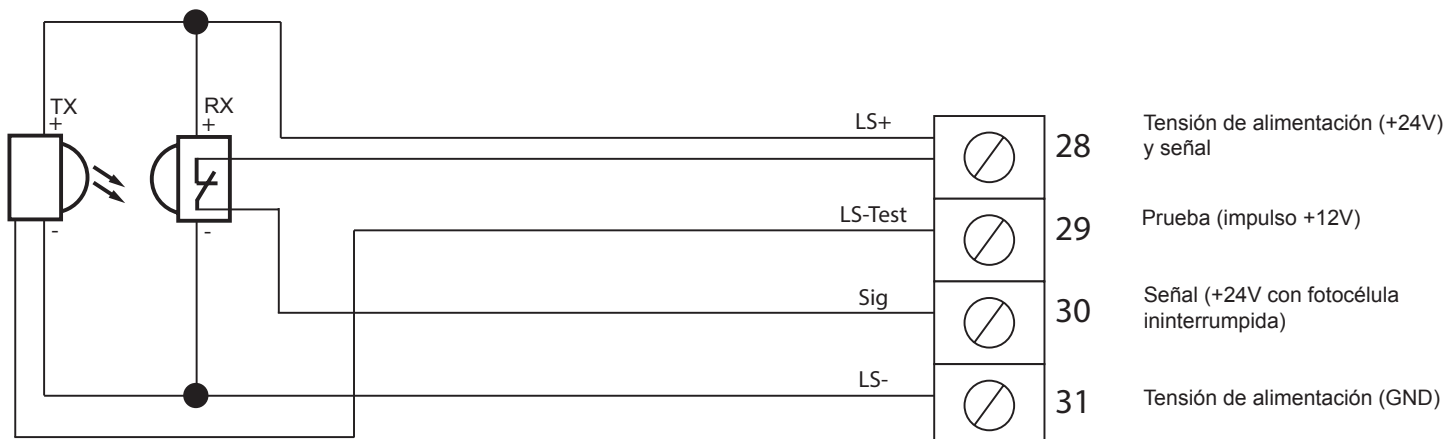 TX
+
-
RX
+
-
LS+
28
Tensión de alimentación (+24V)
y señal
LS-Test
29
Prueba (impulso +12V)
Sig
30
Señal (+24V con fotocélula
ininterrumpida)
LS-
31
Tensión de alimentación (GND)